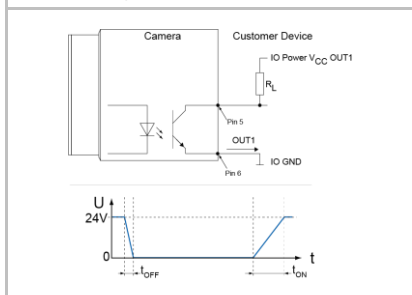 Camera
Customer Device
IO Power VCC OUT1
RL
Pin 5
OUT1
IO GND
Pin 6
U
24V
0
t
tOFF
tON